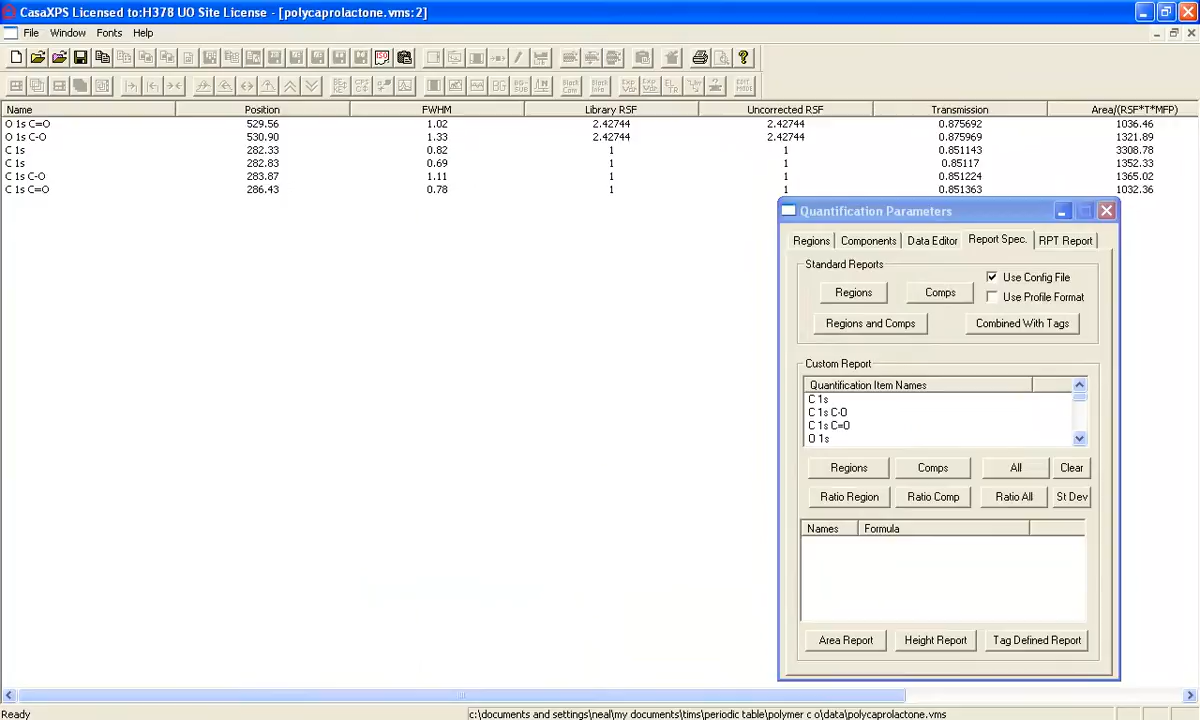 CasaXPS Licensed to:H378 UO Site License - [polycaprolactone.vms:2]
File Window Fonts Help
Name Position FWHM Library RSF Uncorrected RSF Transmission Area/(RSF*T*MFP)
O 1s C=O 529.56 1.02 2.42744 2.42744 0.875692 1036.46
O 1s C-O 530.90 1.33 2.42744 2.42744 0.875969 1321.89
C 1s 282.33 0.82 1 1 0.851143 3308.78
C 1s 282.83 0.69 1 1 0.85117 1352.33
C 1s C-O 283.87 1.11 1 1 0.851224 1365.02
C 1s C=O 286.43 0.78 1 1 0.851363 1032.36
Quantification Parameters
Regions Components Data Editor Report Spec. RPT Report
Standard Reports
Use Config File
Regions Comps
Use Profile Format
Regions and Comps Combined With Tags
Custom Report
Quantification Item Names
C 1s
C 1s C-O
C 1s C=O
O 1s
Regions Comps All Clear
Ratio Region Ratio Comp Ratio All St Dev
Names Formula
Area Report Height Report Tag Defined Report
Ready c:\documents and settings\neal\my documents\tims\periodic table\polymer c o\data\polycaprolactone.vms